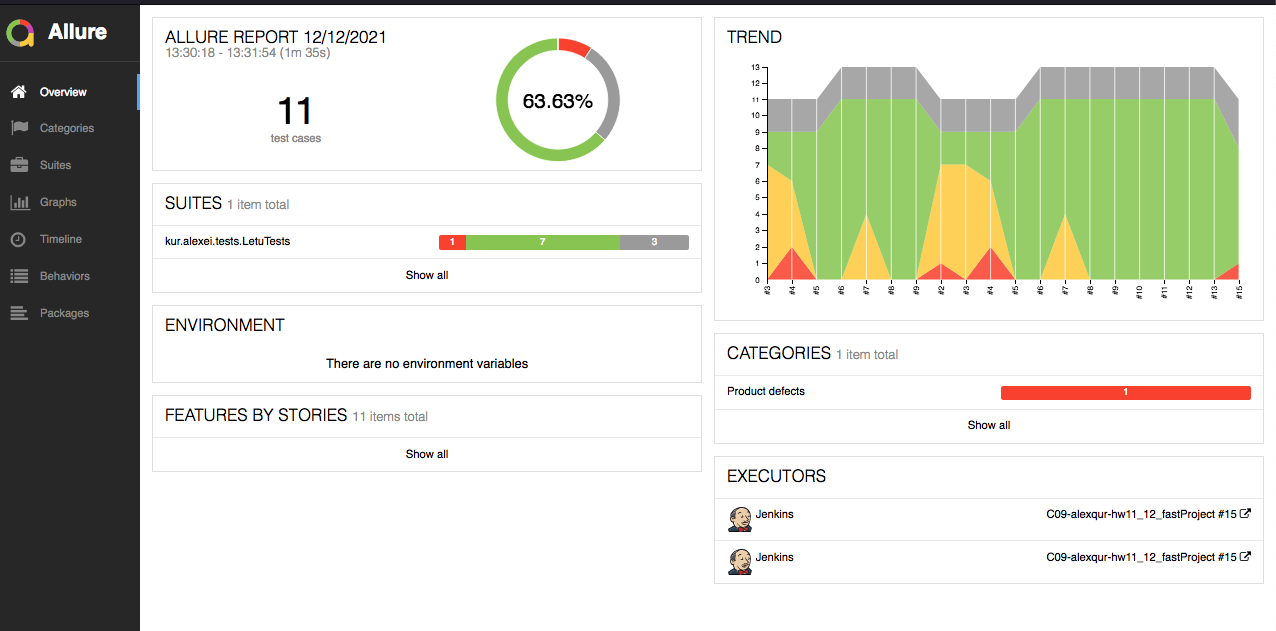 Allure
Overview
Categories
Suites
Graphs
Timeline
Behaviors
Packages
ALLURE REPORT 12/12/2021
13:30:18 - 13:31:54 (1m 35s)
11
test cases
63.63%
SUITES 1 item total
kur.alexei.tests.LetuTests 1 7 3
Show all
ENVIRONMENT
There are no environment variables
FEATURES BY STORIES 11 items total
Show all
TREND
13
12
11
10
9
8
7
6
5
4
3
2
1
0
#3 #4 #5 #6 #7 #8 #9 #2 #3 #4 #5 #6 #7 #8 #9 #10 #11 #12 #13 #15
CATEGORIES 1 item total
Product defects 1
Show all
EXECUTORS
Jenkins C09-alexqur-hw11_12_fastProject #15
Jenkins C09-alexqur-hw11_12_fastProject #15